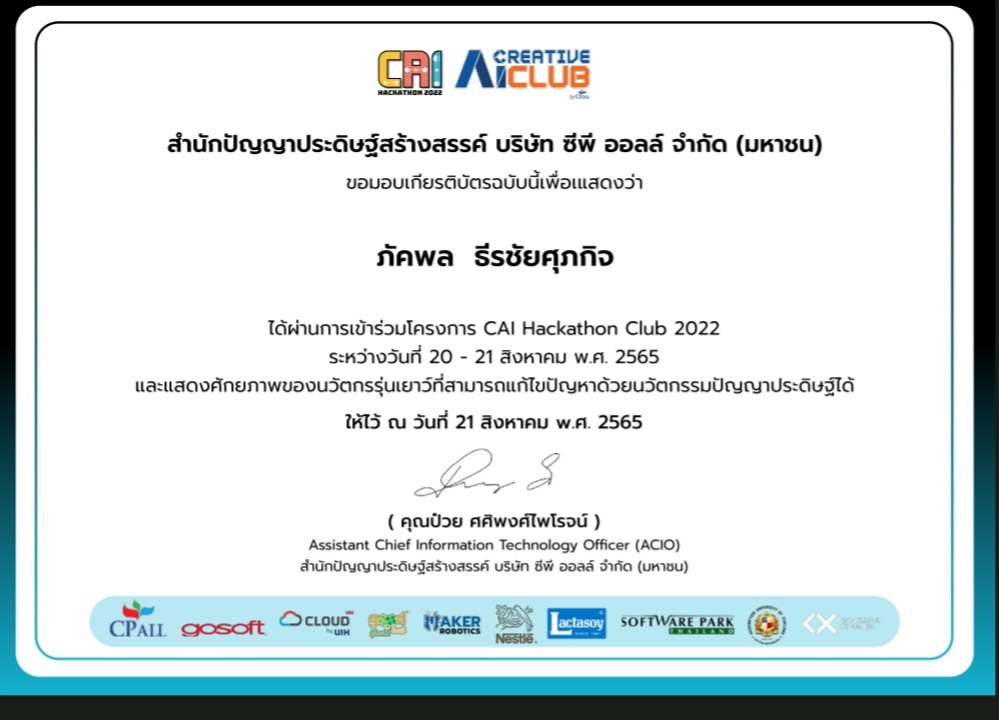 CAI
HACKATHON 2022
AI CREATIVE CLUB
สำนักปัญญาประดิษฐ์สร้างสรรค์ บริษัท ซีพี ออลล์ จำกัด (มหาชน)
ขอมอบเกียรติบัตรฉบับนี้เพื่อแสดงว่า
ภัคพล ธีรชัยศุภกิจ
ได้ผ่านการเข้าร่วมโครงการ CAI Hackathon Club 2022
ระหว่างวันที่ 20 - 21 สิงหาคม พ.ศ. 2565
และแสดงศักยภาพของนวัตกรรุ่นเยาว์ที่สามารถแก้ไขปัญหาด้วยนวัตกรรมปัญญาประดิษฐ์ได้
ให้ไว้ ณ วันที่ 21 สิงหาคม พ.ศ. 2565
( คุณป๋วย ศศิพงศ์ไพโรจน์ )
Assistant Chief Information Technology Officer (ACIO)
สำนักปัญญาประดิษฐ์สร้างสรรค์ บริษัท ซีพี ออลล์ จำกัด (มหาชน)
CPALL gosoft CLOUD by UIH MAKER ROBOTICS Nestlé Lactasoy SOFTWARE PARK THAILAND CX